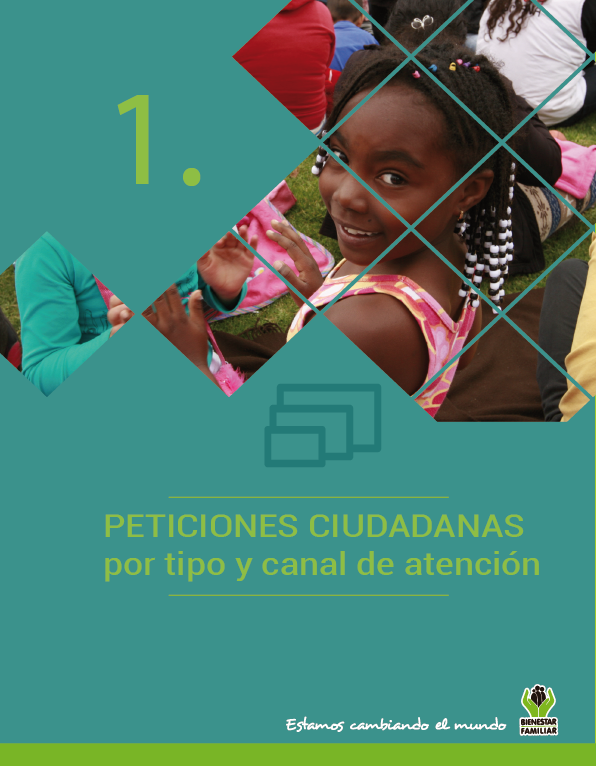 1.
PETICIONES CIUDADANAS
por tipo y canal de atención
Estamos cambiando el mundo
BIENESTAR
FAMILIAR